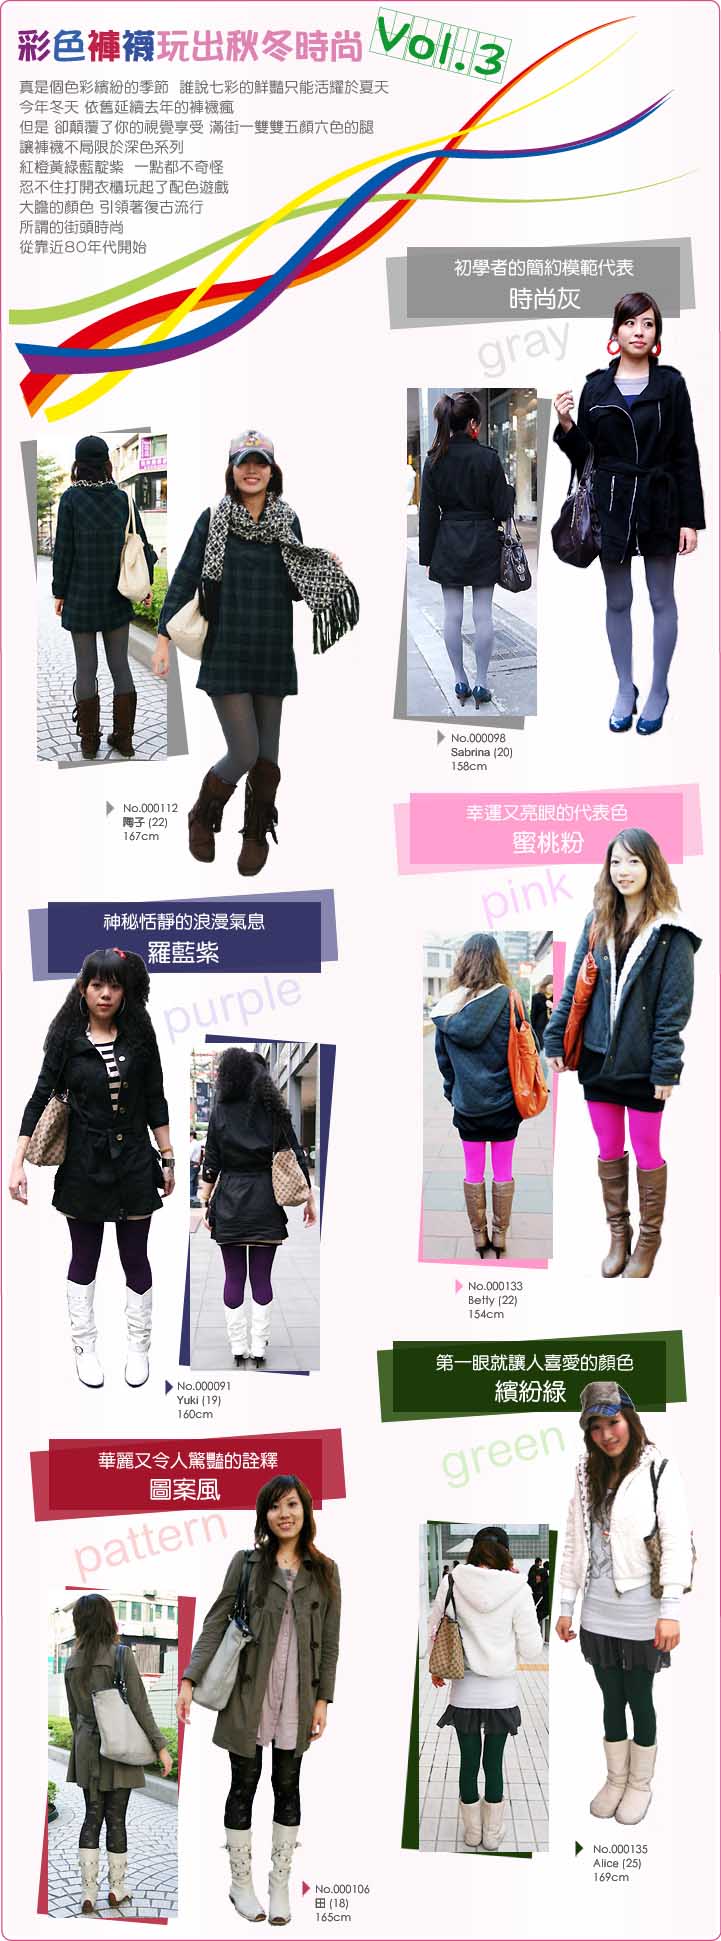 彩色褲襪玩出秋冬時尚 Vol.3
真是個色彩繽紛的季節 誰說七彩的鮮豔只能活耀於夏天
今年冬天 依舊延續去年的褲襪瘋
但是 卻顛覆了你的視覺享受 滿街一雙雙五顏六色的腿
讓褲襪不局限於深色系列
紅橙黃綠藍靛紫 一點都不奇怪
忍不住打開衣櫃玩起了配色遊戲
大膽的顏色 引領著復古流行
所謂的街頭時尚
從靠近80年代開始
初學者的簡約模範代表
時尚灰
gray
No.000098
Sabrina (20)
158cm
No.000112
陶子 (22)
167cm
幸運又亮眼的代表色
蜜桃粉
pink
No.000133
Betty (22)
154cm
神秘恬靜的浪漫氣息
羅藍紫
purple
No.000091
Yuki (19)
160cm
第一眼就讓人喜愛的顏色
繽紛綠
green
No.000135
Alice (25)
169cm
華麗又令人驚豔的詮釋
圖案風
pattern
No.000106
田 (18)
165cm